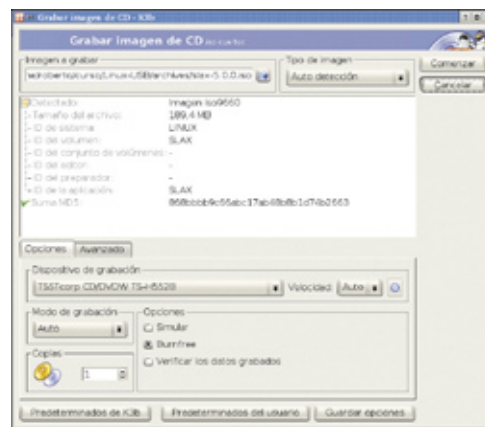 Grabar imagen de CD - K3b
Grabar imagen de CD
Imagen a grabar
Tipo de imagen
Comenzar
Auto detección
Cancelar
Detectado: Imagen Iso9660
Tamaño del archivo: 189,4 MB
ID de sistema: LINUX
ID del volumen: SLAX
ID del conjunto de volúmenes: -
ID del editor: -
ID del preparador: -
ID de la aplicación: SLAX
Suma MD5:
Opciones
Avanzado
Dispositivo de grabación
TSSTcorp CD/DVDW
Velocidad: Auto
Modo de grabación
Opciones
Auto
Simular
Burnfree
Copias
Verificar los datos grabados
1
Predeterminados de K3b
Predeterminados del usuario
Guardar opciones